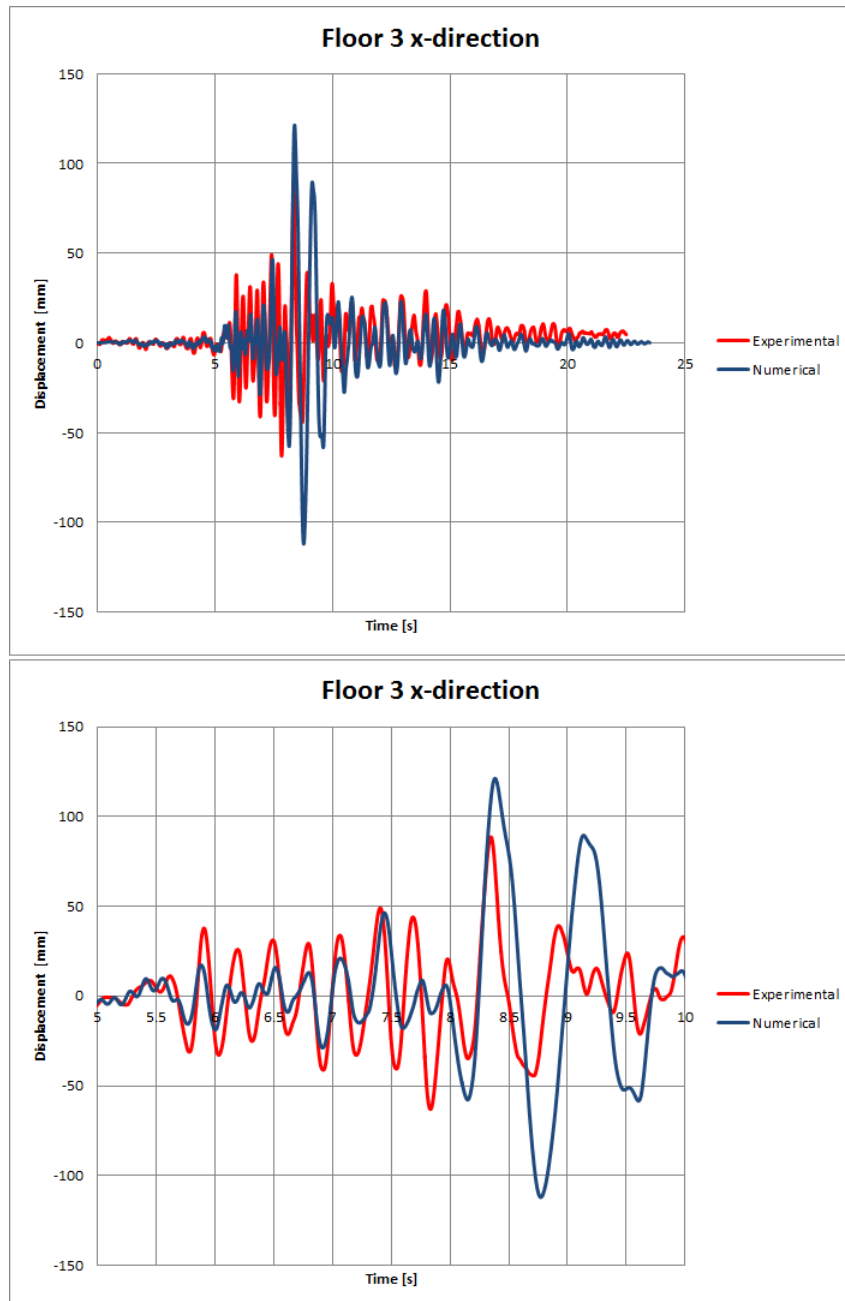 Floor 3 x-direction
150
100
50
0
-50
-100
-150
0 5 10 15 20 25
Displacement [mm]
Time [s]
Experimental
Numerical
Floor 3 x-direction
150
100
50
0
-50
-100
-150
5 5.5 6 6.5 7 7.5 8 8.5 9 9.5 10
Displacement [mm]
Time [s]
Experimental
Numerical